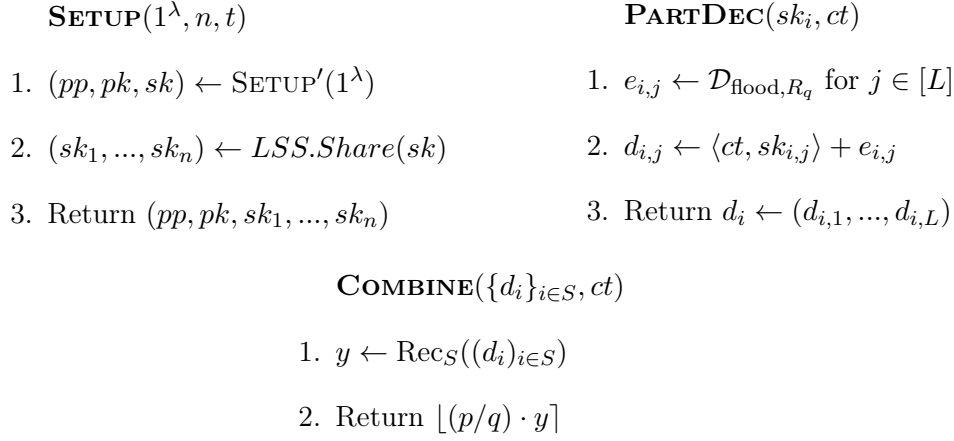 SETUP(1^λ, n, t)
1. (pp, pk, sk) ← SETUP′(1^λ)
2. (sk_1, ..., sk_n) ← LSS.Share(sk)
3. Return (pp, pk, sk_1, ..., sk_n)
PARTDEC(sk_i, ct)
1. e_{i,j} ← 𝒟_{flood,R_q} for j ∈ [L]
2. d_{i,j} ← ⟨ct, sk_{i,j}⟩ + e_{i,j}
3. Return d_i ← (d_{i,1}, ..., d_{i,L})
COMBINE({d_i}_{i∈S}, ct)
1. y ← Rec_S((d_i)_{i∈S})
2. Return ⌊(p/q) · y⌉